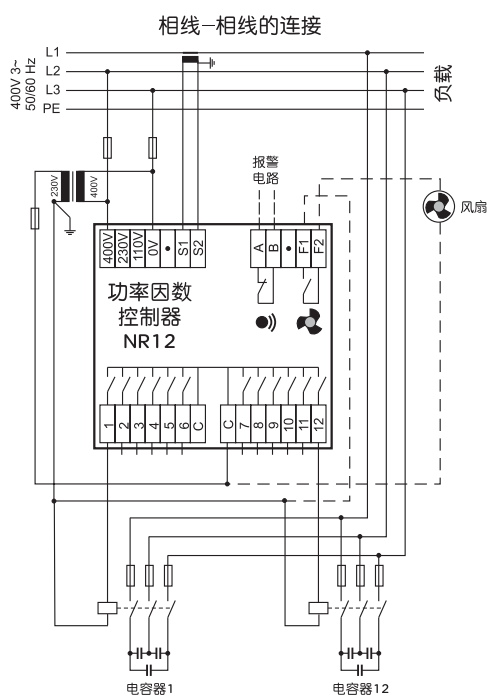 相线–相线的连接
L1
L2
L3
PE
400V 3~
50/60 Hz
负载
230V
400V
报警
电路
风扇
400V
230V
110V
0V
•
S1
S2
A
B
•
F1
F2
功率因数
控制器
NR12
1
2
3
4
5
6
C
C
7
8
9
10
11
12
电容器1
电容器12